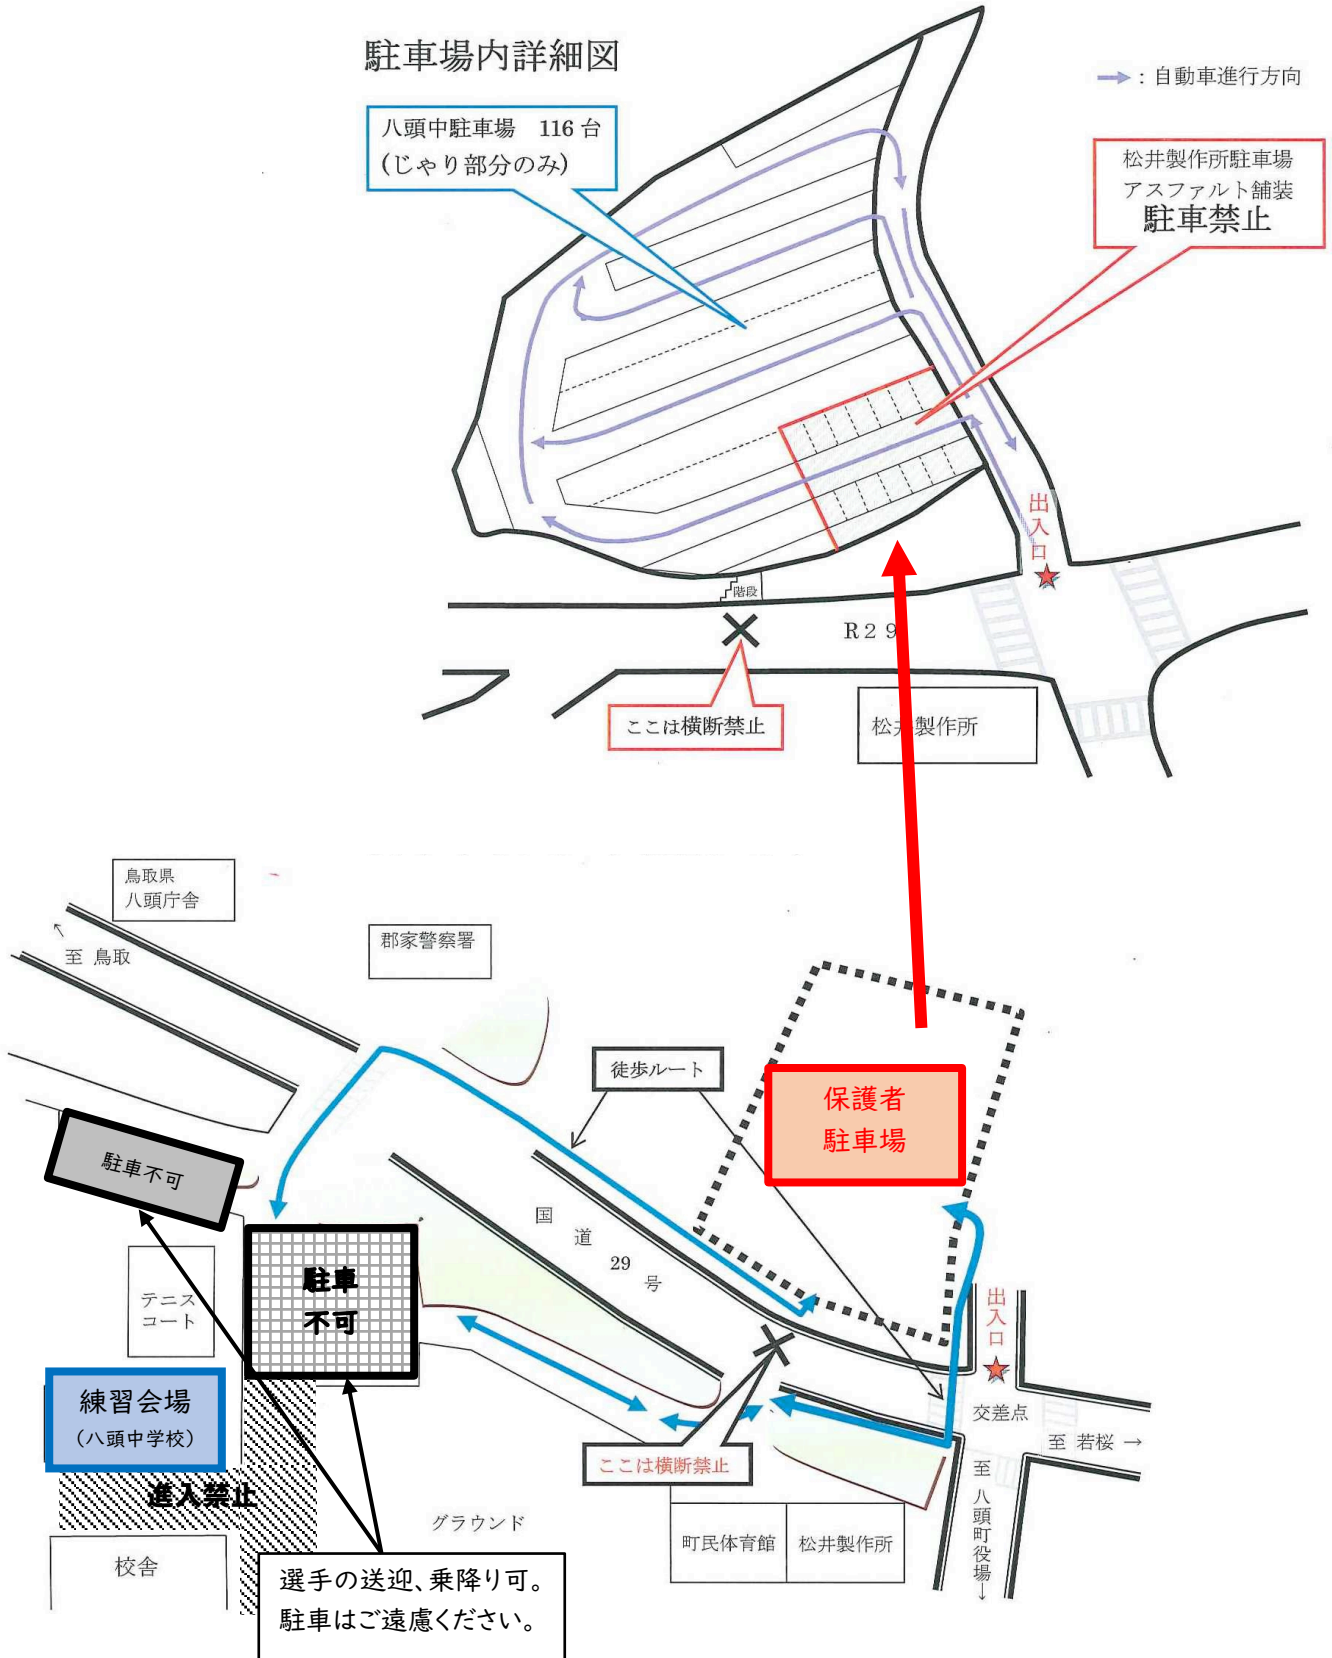 駐車場内詳細図
：自動車進行方向
八頭中駐車場　116 台
(じゃり部分のみ)
松井製作所駐車場
アスファルト舗装
駐車禁止
出入口
階段
R29
ここは横断禁止
松井製作所
鳥取県
八頭庁舎
至 鳥取
郡家警察署
徒歩ルート
保護者
駐車場
駐車不可
国道29号
駐車
不可
テニス
コート
出入口
練習会場
(八頭中学校)
交差点
至 若桜 →
ここは横断禁止
至 八頭町役場→
進入禁止
グラウンド
町民体育館
松井製作所
校舎
選手の送迎、乗降り可。
駐車はご遠慮ください。